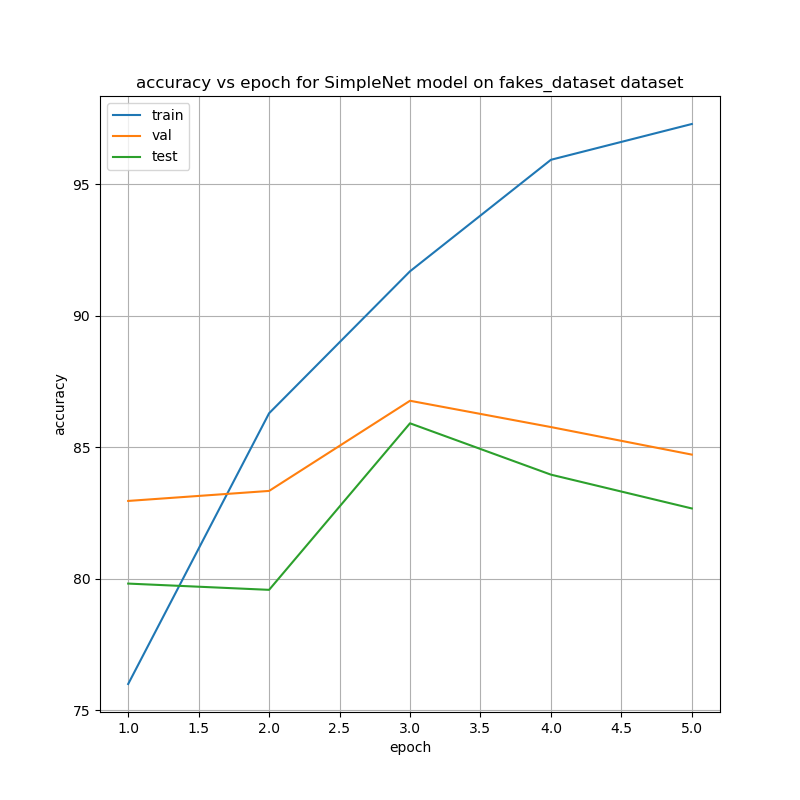 accuracy vs epoch for SimpleNet model on fakes_dataset dataset
train
val
test
accuracy
95
90
85
80
75
1.0 1.5 2.0 2.5 3.0 3.5 4.0 4.5 5.0
epoch